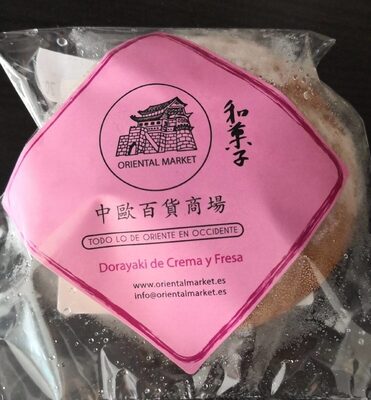 ORIENTAL MARKET
和菓子
中歐百貨商場
TODO LO DE ORIENTE EN OCCIDENTE
Dorayaki de Crema y Fresa
www.orientalmarket.es
info@orientalmarket.es